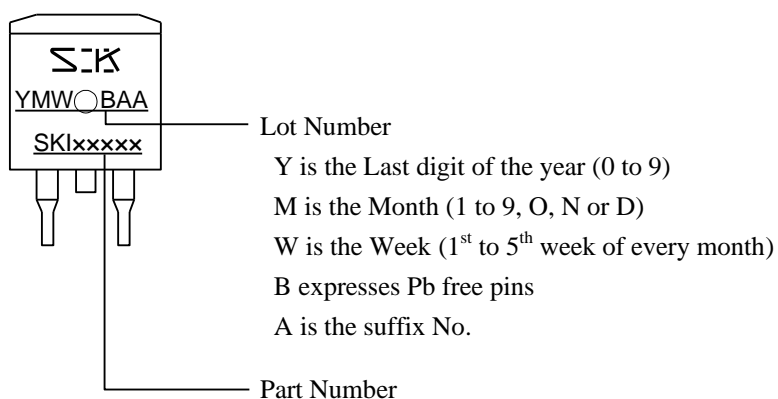 SK
YMW○BAA
SKI×××××
Lot Number
Y is the Last digit of the year (0 to 9)
M is the Month (1 to 9, O, N or D)
W is the Week (1st to 5th week of every month)
B expresses Pb free pins
A is the suffix No.
Part Number